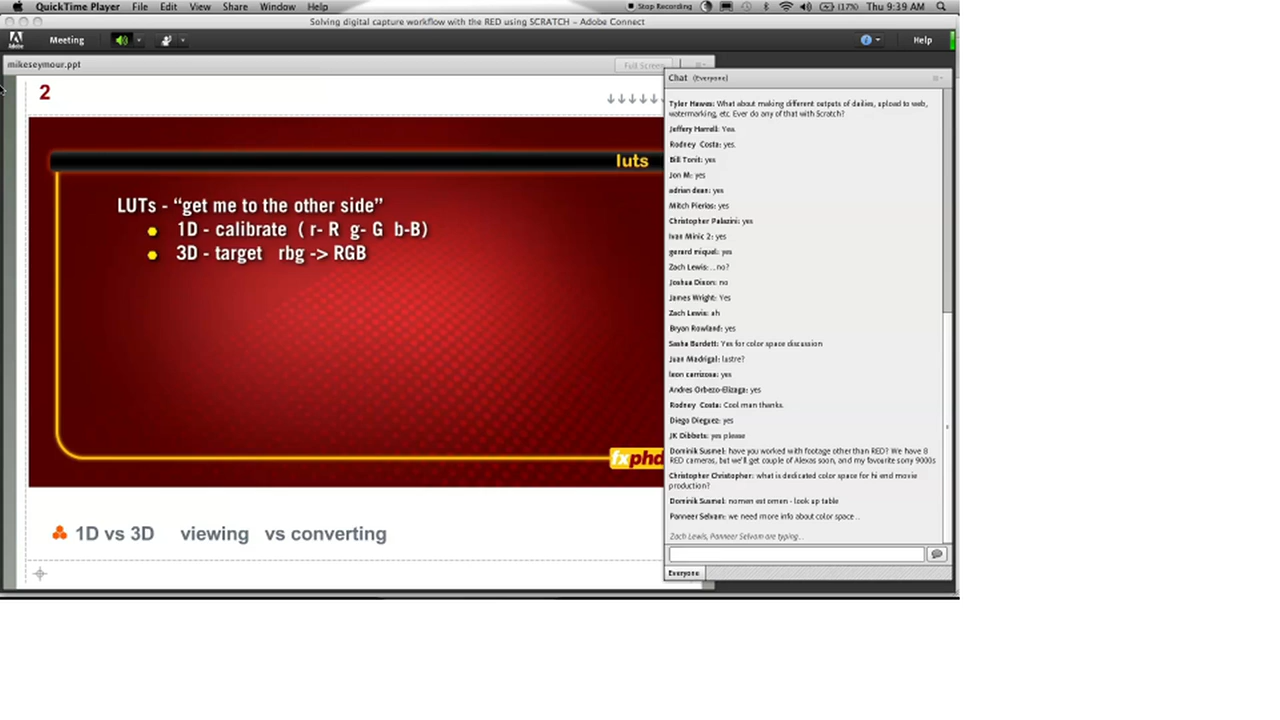 QuickTime Player File Edit View Share Window Help
Stop Recording (17%) Thu 9:39 AM
Solving digital capture workflow with the RED using SCRATCH – Adobe Connect
Adobe Meeting Help
mikeseymour.ppt Full Screen
2
luts
LUTs - “get me to the other side”
1D - calibrate ( r- R g- G b-B)
3D - target rbg -> RGB
fxphd
1D vs 3D viewing vs converting
Chat (Everyone)
Tyler Hawes: What about making different outputs of dailies, upload to web,
watermarking, etc. Ever do any of that with Scratch?
Jeffery Harrell: Yea.
Rodney Costa: yes.
Bill Tonit: yes
Jon M: yes
adrian dean: yes
Mitch Pierias: yes
Christopher Palazini: yes
Ivan Minic 2: yes
gerard miquel: yes
Zach Lewis: ...no?
Joshua Dixon: no
James Wright: Yes
Zach Lewis: ah
Bryan Rowland: yes
Sasha Burdett: Yes for color space discussion
Juan Madrigal: lustre?
leon carrizosa: yes
Andres Orbezo-Elizaga: yes
Rodney Costa: Cool man thanks.
Diego Dieguez: yes
JK Dibbets: yes please
Dominik Susmel: have you worked with footage other than RED? We have 8
RED cameras, but we'll get couple of Alexas soon, and my favourite sony 9000s
Christopher Christopher: what is dedicated color space for hi end movie
production?
Dominik Susmel: nomen est omen - look up table
Panneer Selvam: we need more info about color space ..
Zach Lewis, Panneer Selvam are typing...
Everyone